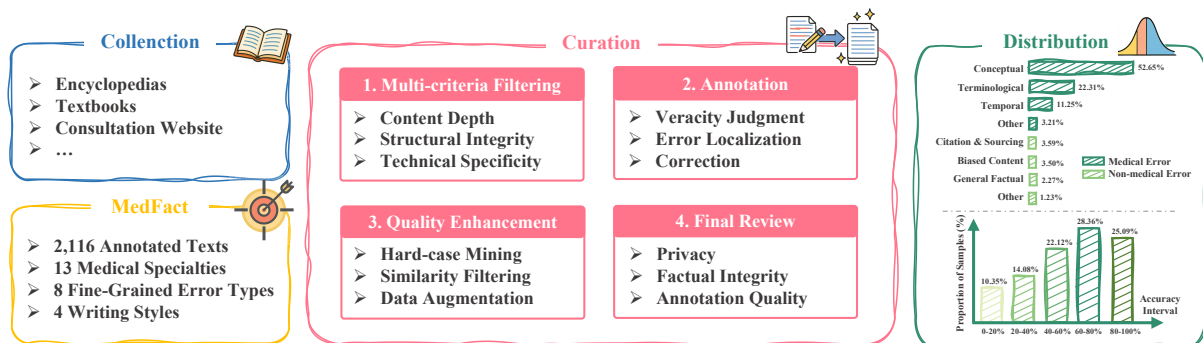 Collenction
➢ Encyclopedias
➢ Textbooks
➢ Consultation Website
➢ ...
MedFact
➢ 2,116 Annotated Texts
➢ 13 Medical Specialties
➢ 8 Fine-Grained Error Types
➢ 4 Writing Styles
Curation
1. Multi-criteria Filtering
➢ Content Depth
➢ Structural Integrity
➢ Technical Specificity
2. Annotation
➢ Veracity Judgment
➢ Error Localization
➢ Correction
3. Quality Enhancement
➢ Hard-case Mining
➢ Similarity Filtering
➢ Data Augmentation
4. Final Review
➢ Privacy
➢ Factual Integrity
➢ Annotation Quality
Distribution
Conceptual 52.65%
Terminological 22.31%
Temporal 11.25%
Other 3.21%
Citation & Sourcing 3.59%
Biased Content 3.50%
General Factual 2.27%
Other 1.23%
Medical Error
Non-medical Error
Proportion of Samples (%)
10.35%
14.08%
22.12%
28.36%
25.09%
0-20% 20-40% 40-60% 60-80% 80-100%
Accuracy
Interval